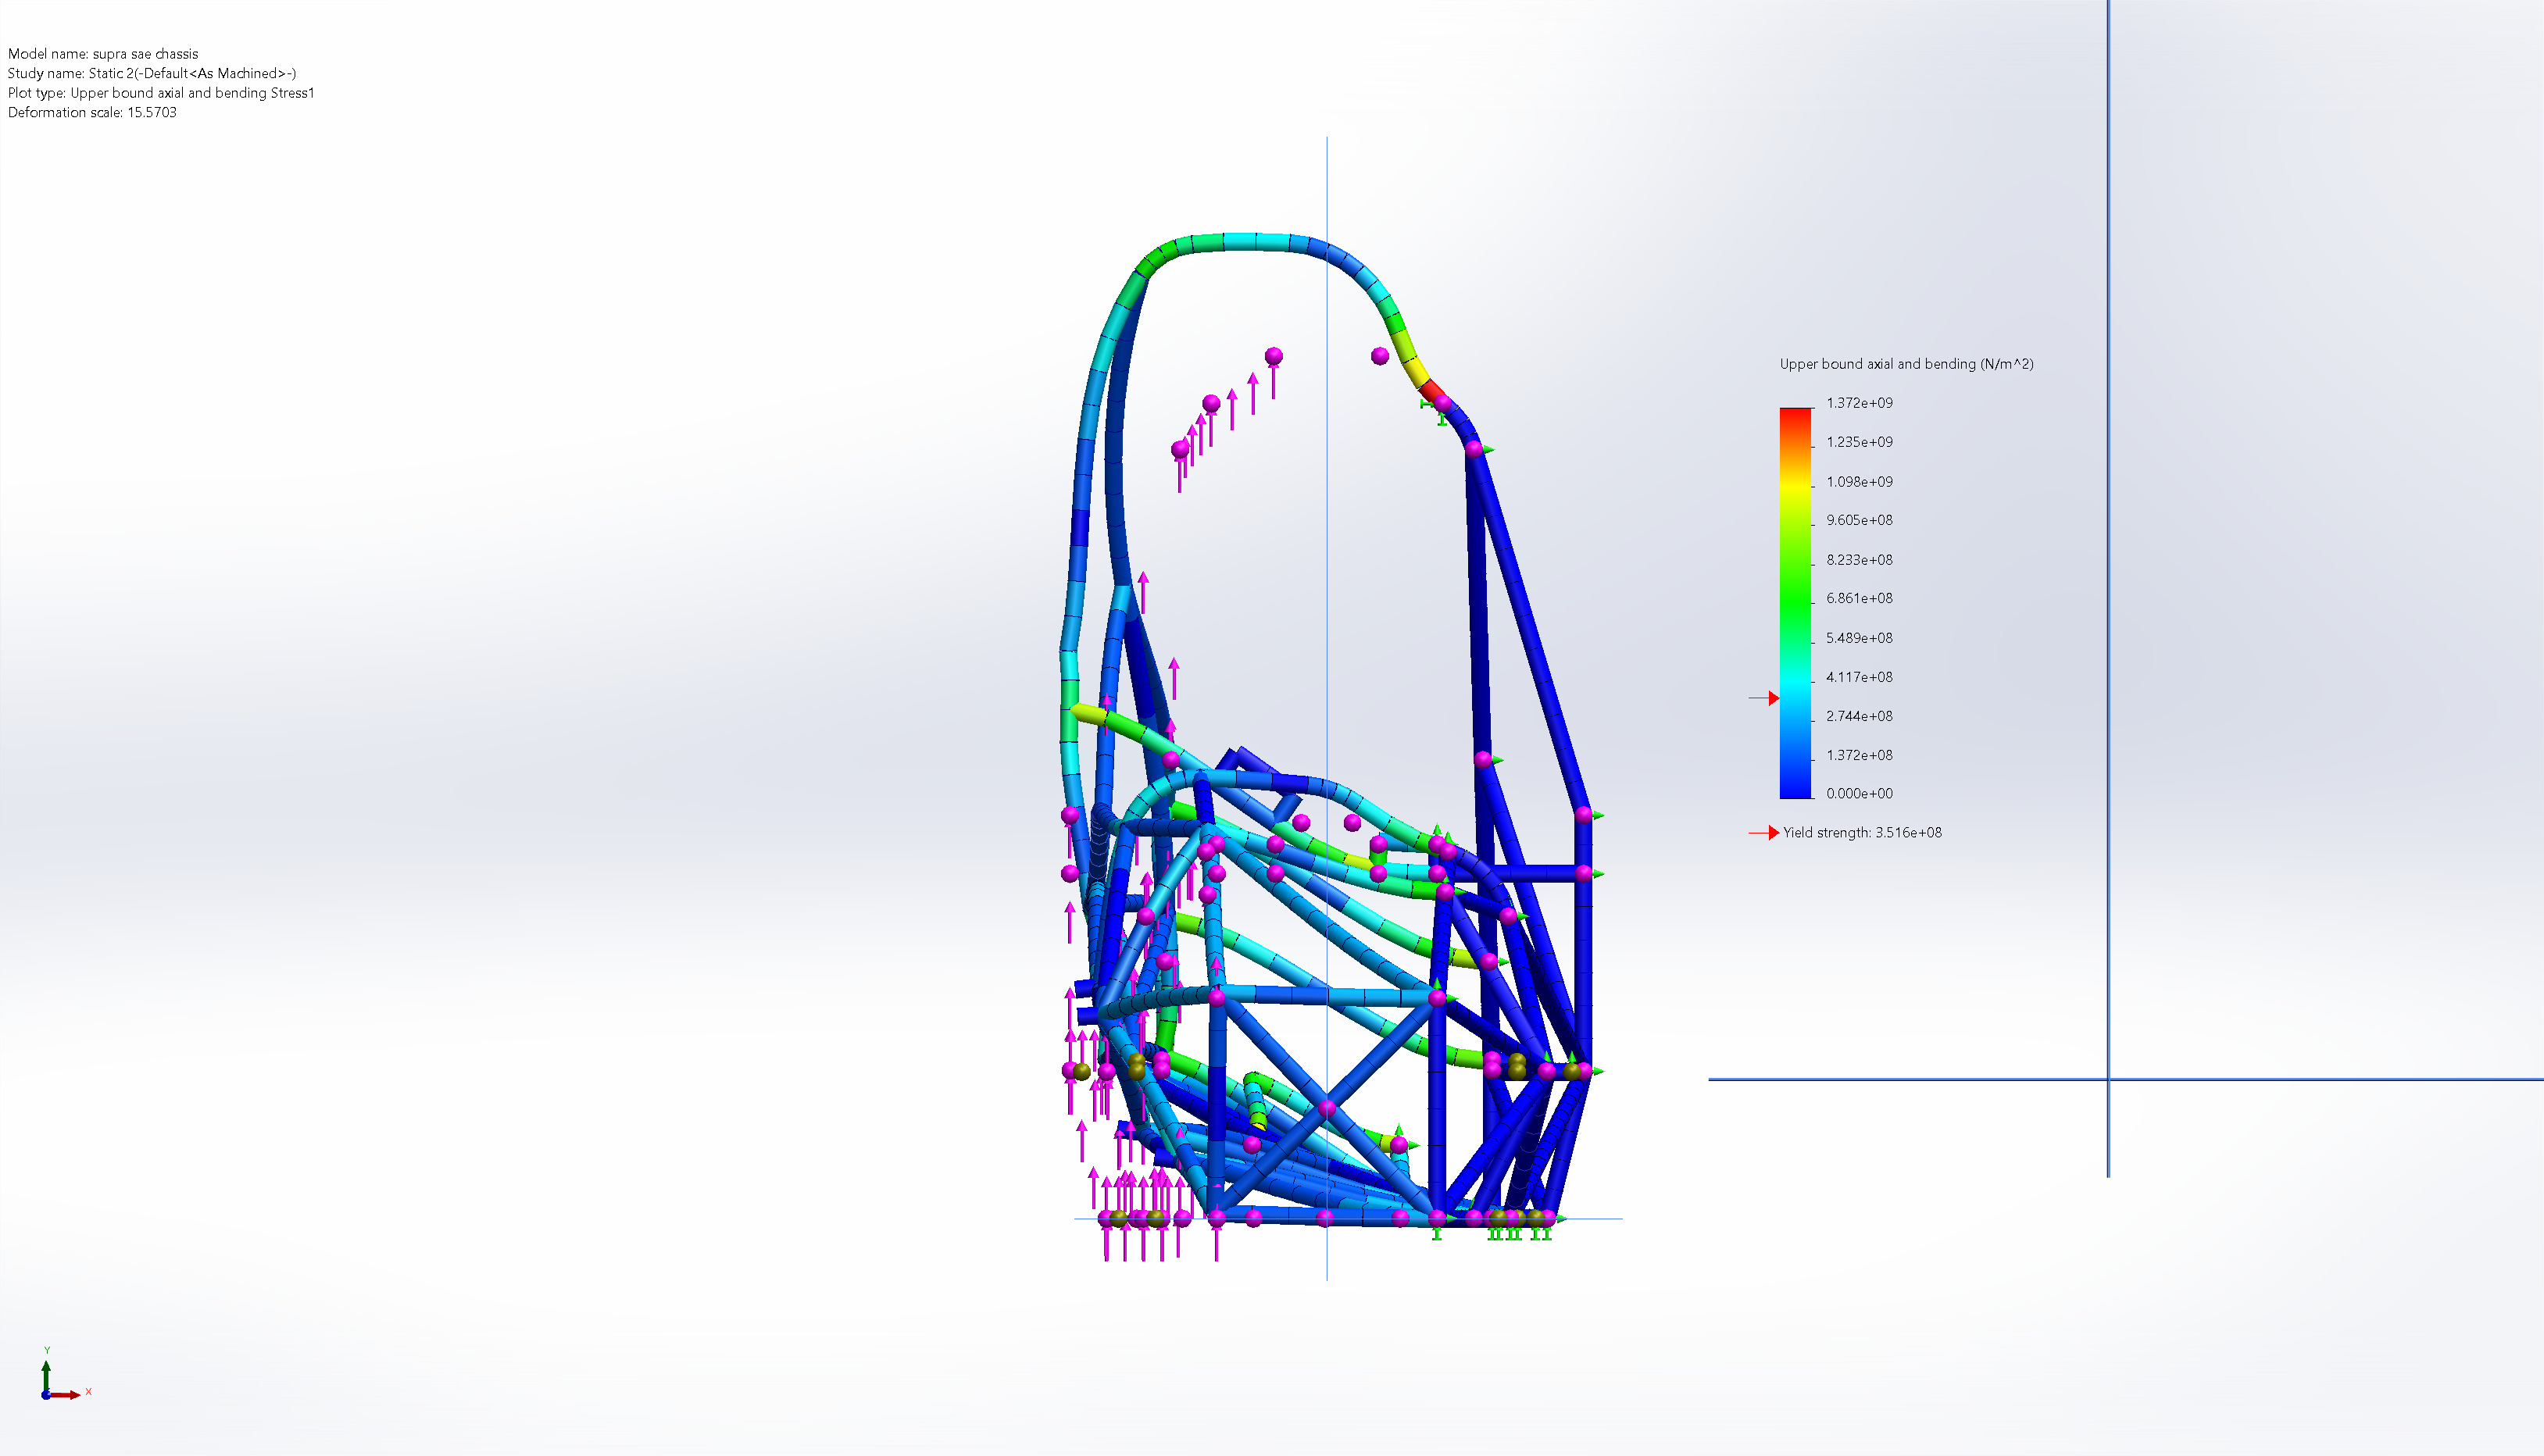 Model name: supra sae chassis
Study name: Static 2(-Default<As Machined>-)
Plot type: Upper bound axial and bending Stress1
Deformation scale: 15.5703
Upper bound axial and bending (N/m^2)
1.372e+09
1.235e+09
1.098e+09
9.605e+08
8.233e+08
6.861e+08
5.489e+08
4.117e+08
2.744e+08
1.372e+08
0.000e+00
Yield strength: 3.516e+08
Y
X